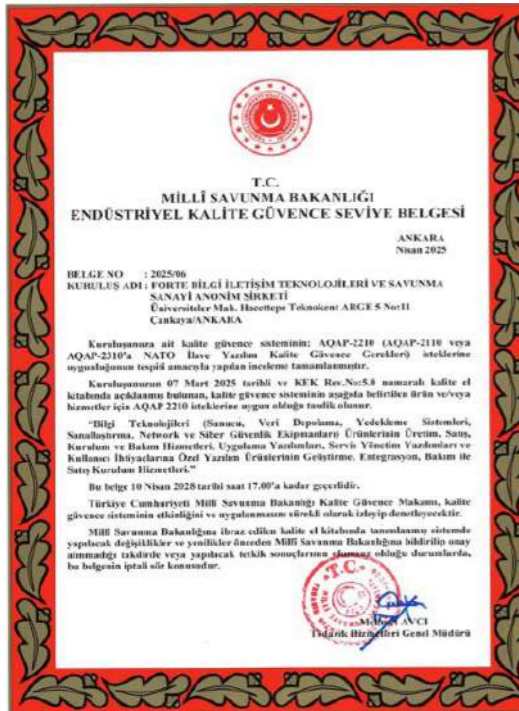 T.C.
MİLLÎ SAVUNMA BAKANLIĞI
ENDÜSTRİYEL KALİTE GÜVENCE SEVİYE BELGESİ
ANKARA
Nisan 2025
BELGE NO : 2025/06
KURULUŞ ADI : FORTE BİLGİ İLETİŞİM TEKNOLOJİLERİ VE SAVUNMA
SANAYİ ANONİM ŞİRKETİ
Üniversiteler Mah. Hacettepe Teknokent ARGE 5 No:11
Çankaya/ANKARA
Kuruluşunuza ait kalite güvence sisteminin; AQAP-2210 (AQAP-2110 veya
AQAP-2310'a NATO İlave Yazılım Kalite Güvence Gerekleri) isteklerine
uygunluğunun tespiti amacıyla yapılan inceleme tamamlanmıştır.
Kuruluşunuzun 07 Mart 2025 tarihli ve KEK Rev.No:5.0 numaralı kalite el
kitabında açıklanmış bulunan, kalite güvence sisteminin aşağıda belirtilen ürün ve/veya
hizmetler için AQAP 2210 isteklerine uygun olduğu tasdik olunur.
"Bilgi Teknolojileri (Sunucu, Veri Depolama, Yedekleme Sistemleri,
Sanallaştırma, Network ve Siber Güvenlik Ekipmanları) Ürünlerinin Üretim, Satış,
Kurulum ve Bakım Hizmetleri, Uygulama Yazılımları, Servis Yönetim Yazılımları ve
Kullanıcı İhtiyaçlarına Özel Yazılım Ürünlerinin Geliştirme, Entegrasyon, Bakım ile
Satış Kurulum Hizmetleri."
Bu belge 10 Nisan 2028 tarihi saat 17.00'a kadar geçerlidir.
Türkiye Cumhuriyeti Millî Savunma Bakanlığı Kalite Güvence Makamı, kalite
güvence sisteminin etkinliğini ve uygulanmasını sürekli olarak izleyip denetleyecektir.
Millî Savunma Bakanlığına ibraz edilen kalite el kitabında tanımlanmış sistemde
yapılacak değişiklikler ve yenilikler önceden Millî Savunma Bakanlığına bildirilip onay
alınmadığı takdirde veya yapılacak tetkik sonuçlarının olumsuz olduğu durumlarda,
bu belgenin iptali söz konusudur.
T.C.
AVCI
Tedarik Hizmetleri Genel Müdürü